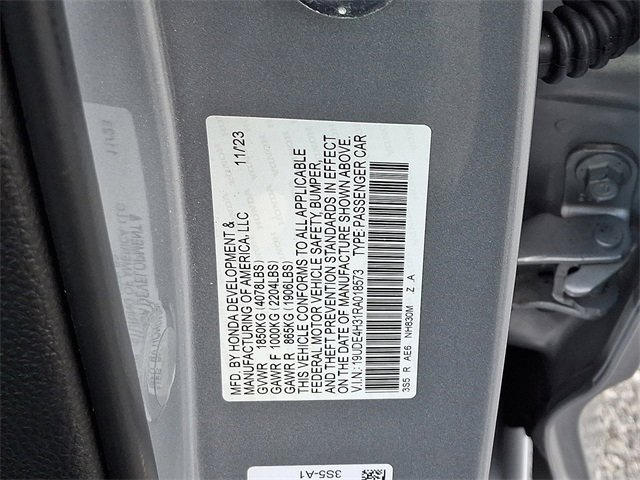 MFD. BY HONDA DEVELOPMENT &
MANUFACTURING OF AMERICA, LLC 11/23
GVWR 1850KG (4078LBS)
GAWR F 1000KG (2204LBS)
GAWR R 865KG (1906LBS)
THIS VEHICLE CONFORMS TO ALL APPLICABLE
FEDERAL MOTOR VEHICLE SAFETY, BUMPER,
AND THEFT PREVENTION STANDARDS IN EFFECT
ON THE DATE OF MANUFACTURE SHOWN ABOVE.
V.I.N.: 19UDE4H31RA018573 TYPE:PASSENGER CAR
3S5 R AE6 NH830M Z A
3S5-A1